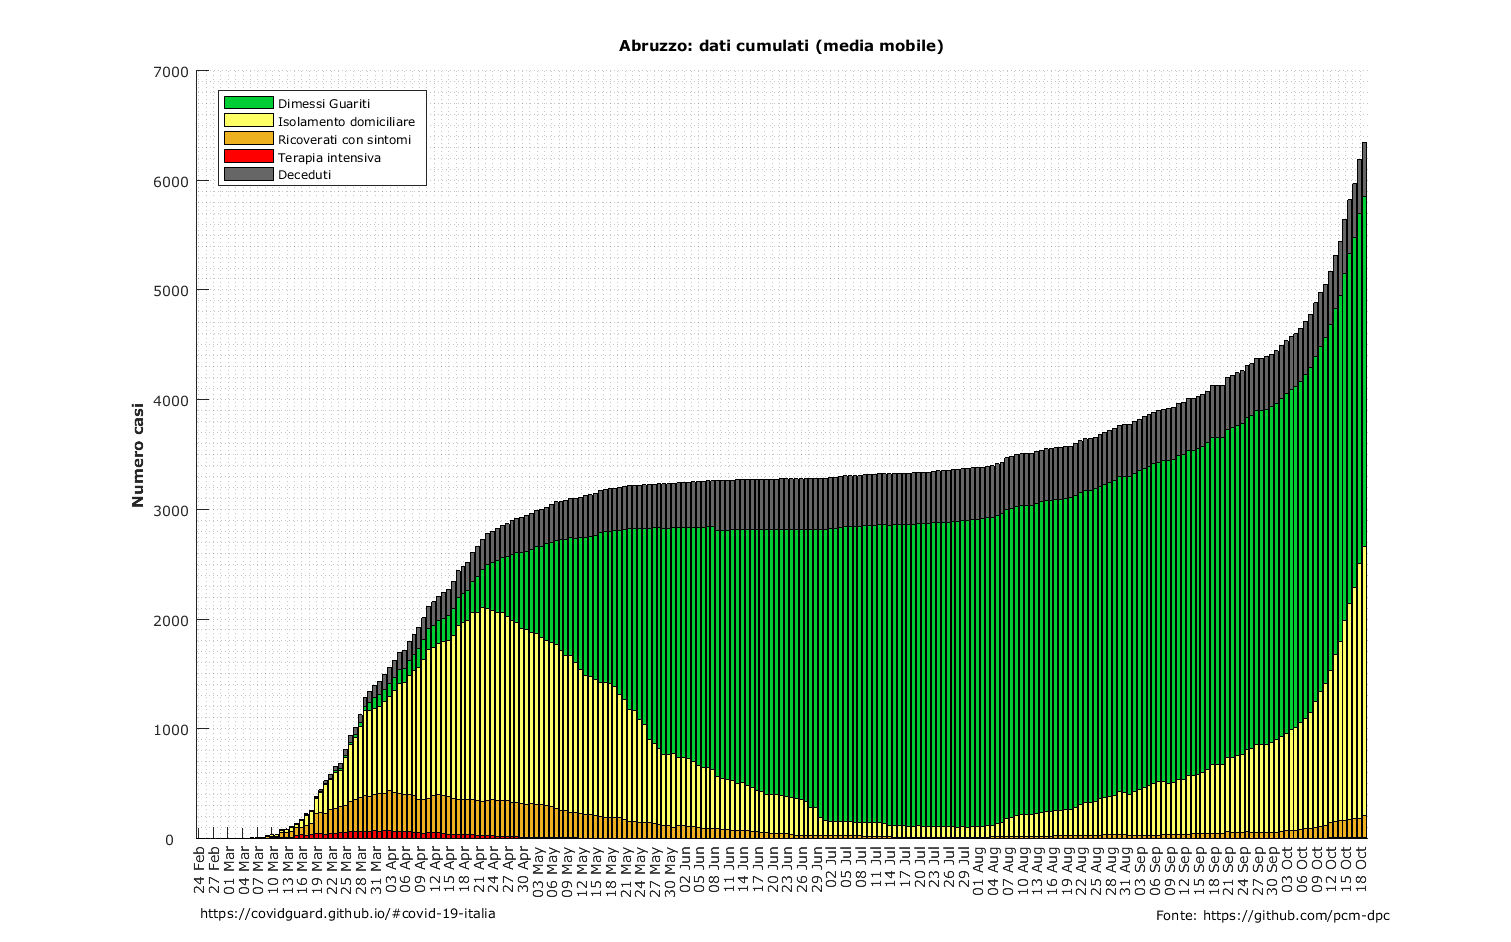 Abruzzo: dati cumulati (media mobile)
7000
6000
5000
4000
3000
2000
1000
0
Numero casi
Dimessi Guariti
Isolamento domiciliare
Ricoverati con sintomi
Terapia intensiva
Deceduti
24 Feb
27 Feb
01 Mar
04 Mar
07 Mar
10 Mar
13 Mar
16 Mar
19 Mar
22 Mar
25 Mar
28 Mar
31 Mar
03 Apr
06 Apr
09 Apr
12 Apr
15 Apr
18 Apr
21 Apr
24 Apr
27 Apr
30 Apr
03 May
06 May
09 May
12 May
15 May
18 May
21 May
24 May
27 May
30 May
02 Jun
05 Jun
08 Jun
11 Jun
14 Jun
17 Jun
20 Jun
23 Jun
26 Jun
29 Jun
02 Jul
05 Jul
08 Jul
11 Jul
14 Jul
17 Jul
20 Jul
23 Jul
26 Jul
29 Jul
01 Aug
04 Aug
07 Aug
10 Aug
13 Aug
16 Aug
19 Aug
22 Aug
25 Aug
28 Aug
31 Aug
03 Sep
06 Sep
09 Sep
12 Sep
15 Sep
18 Sep
21 Sep
24 Sep
27 Sep
30 Sep
03 Oct
06 Oct
09 Oct
12 Oct
15 Oct
18 Oct
https://covidguard.github.io/#covid-19-italia
Fonte: https://github.com/pcm-dpc